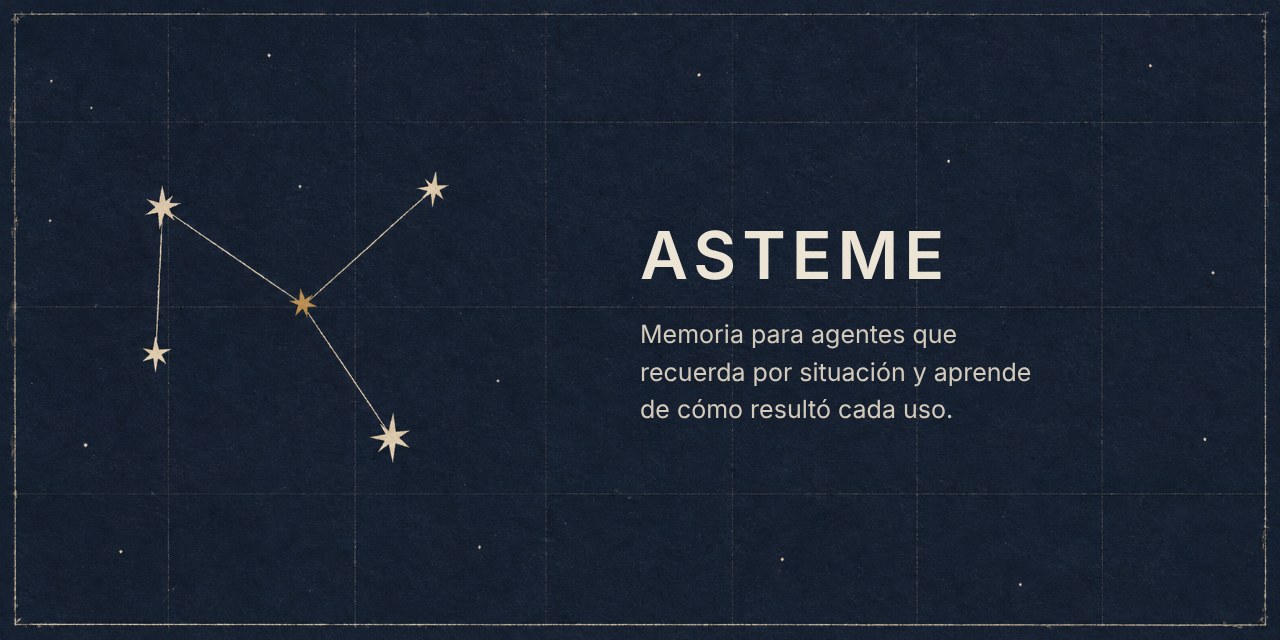 ASTEME
Memoria para agentes que
recuerda por situación y aprende
de cómo resultó cada uso.